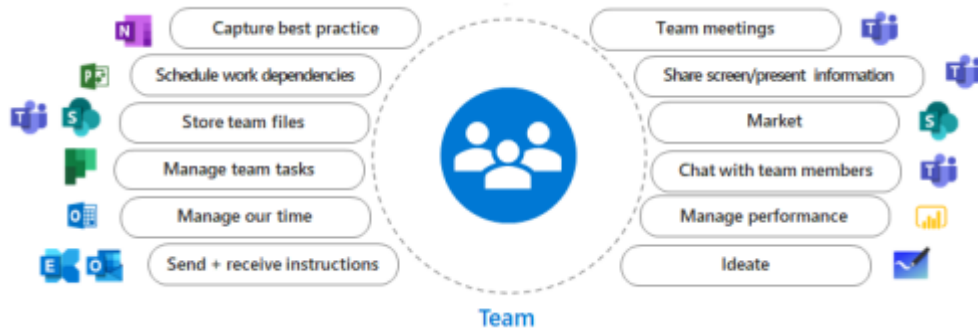 Capture best practice
Schedule work dependencies
Store team files
Manage team tasks
Manage our time
Send + receive instructions
Team meetings
Share screen/present information
Market
Chat with team members
Manage performance
Ideate
Team
N
P
T
S
O
E
O
T
T
S
T